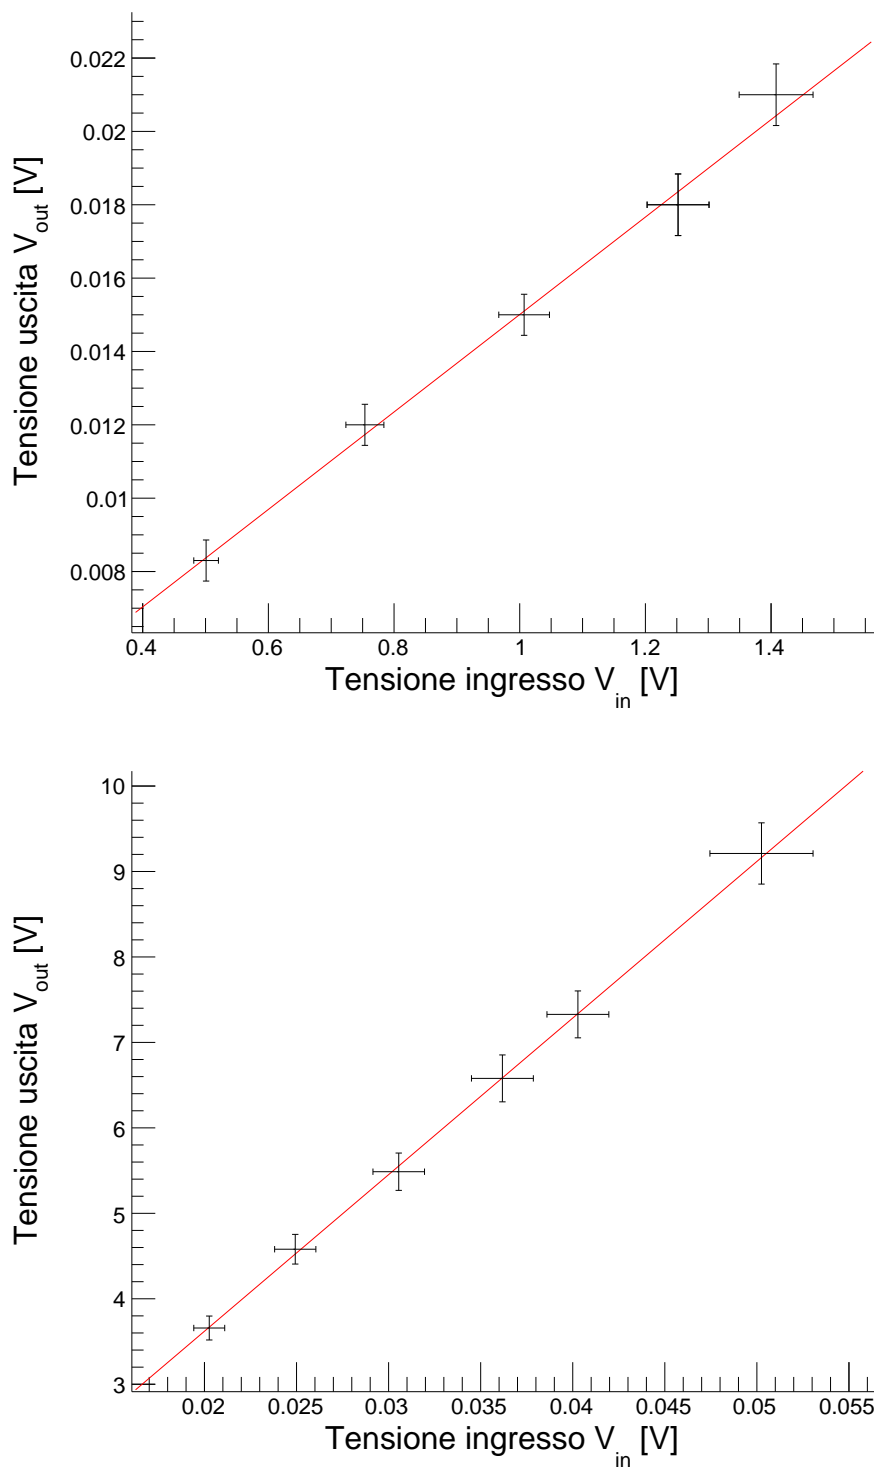 0.022
0.02
0.018
0.016
0.014
0.012
0.01
0.008
Tensione uscita V_out [V]
0.4 0.6 0.8 1 1.2 1.4
Tensione ingresso V_in [V]
10
9
8
7
6
5
4
3
Tensione uscita V_out [V]
0.02 0.025 0.03 0.035 0.04 0.045 0.05 0.055
Tensione ingresso V_in [V]